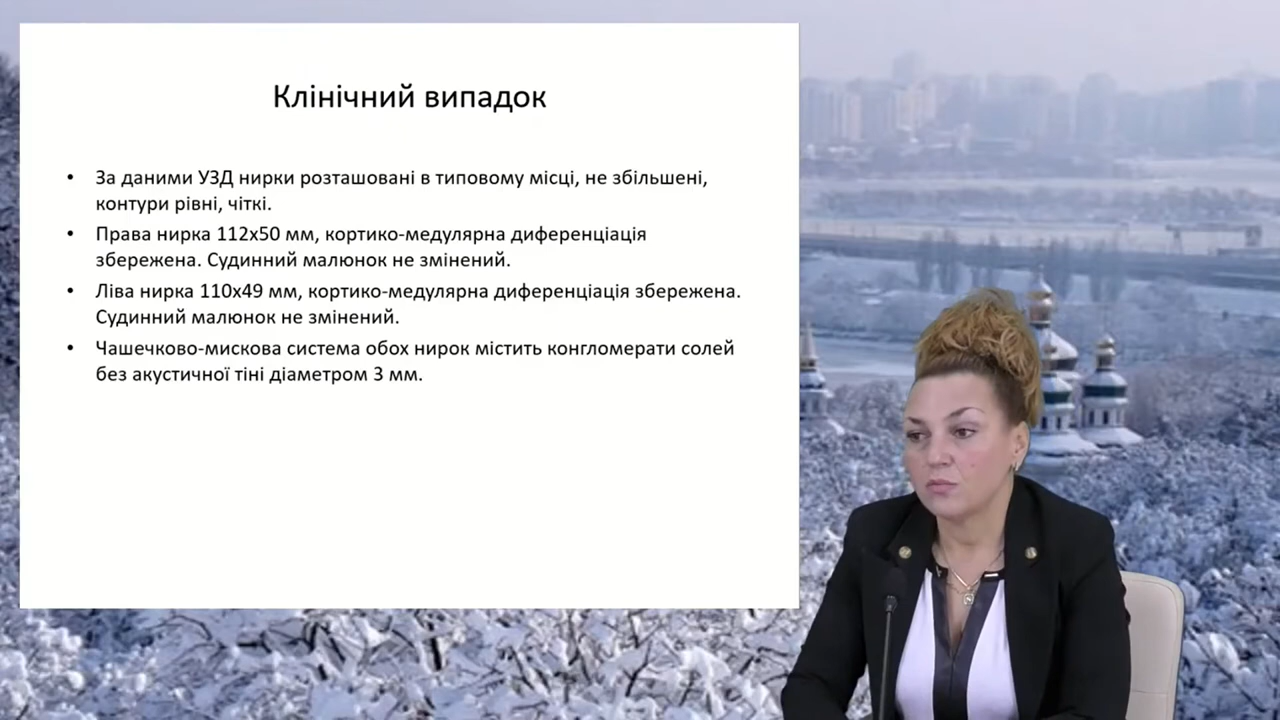 Клінічний випадок
• За даними УЗД нирки розташовані в типовому місці, не збільшені,
контури рівні, чіткі.
• Права нирка 112х50 мм, кортико-медулярна диференціація
збережена. Судинний малюнок не змінений.
• Ліва нирка 110х49 мм, кортико-медулярна диференціація збережена.
Судинний малюнок не змінений.
• Чашечково-мискова система обох нирок містить конгломерати солей
без акустичної тіні діаметром 3 мм.